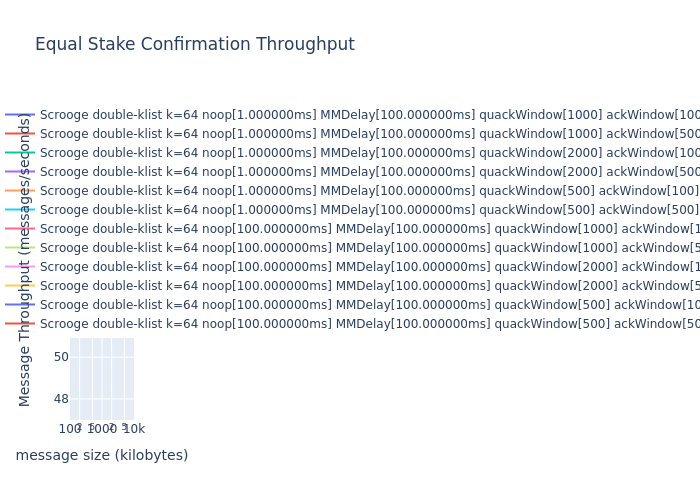 Equal Stake Confirmation Throughput
Scrooge double-klist k=64 noop[1.000000ms] MMDelay[100.000000ms] quackWindow[1000] ackWindow[100
Scrooge double-klist k=64 noop[1.000000ms] MMDelay[100.000000ms] quackWindow[1000] ackWindow[500
Scrooge double-klist k=64 noop[1.000000ms] MMDelay[100.000000ms] quackWindow[2000] ackWindow[100
Scrooge double-klist k=64 noop[1.000000ms] MMDelay[100.000000ms] quackWindow[2000] ackWindow[500
Scrooge double-klist k=64 noop[1.000000ms] MMDelay[100.000000ms] quackWindow[500] ackWindow[100]
Scrooge double-klist k=64 noop[1.000000ms] MMDelay[100.000000ms] quackWindow[500] ackWindow[500]
Scrooge double-klist k=64 noop[100.000000ms] MMDelay[100.000000ms] quackWindow[1000] ackWindow[1
Scrooge double-klist k=64 noop[100.000000ms] MMDelay[100.000000ms] quackWindow[1000] ackWindow[5
Scrooge double-klist k=64 noop[100.000000ms] MMDelay[100.000000ms] quackWindow[2000] ackWindow[1
Scrooge double-klist k=64 noop[100.000000ms] MMDelay[100.000000ms] quackWindow[2000] ackWindow[5
Scrooge double-klist k=64 noop[100.000000ms] MMDelay[100.000000ms] quackWindow[500] ackWindow[10
Scrooge double-klist k=64 noop[100.000000ms] MMDelay[100.000000ms] quackWindow[500] ackWindow[50
Message Throughput (messages/seconds)
50
48
100 2 5 1000 2 5 10k
message size (kilobytes)